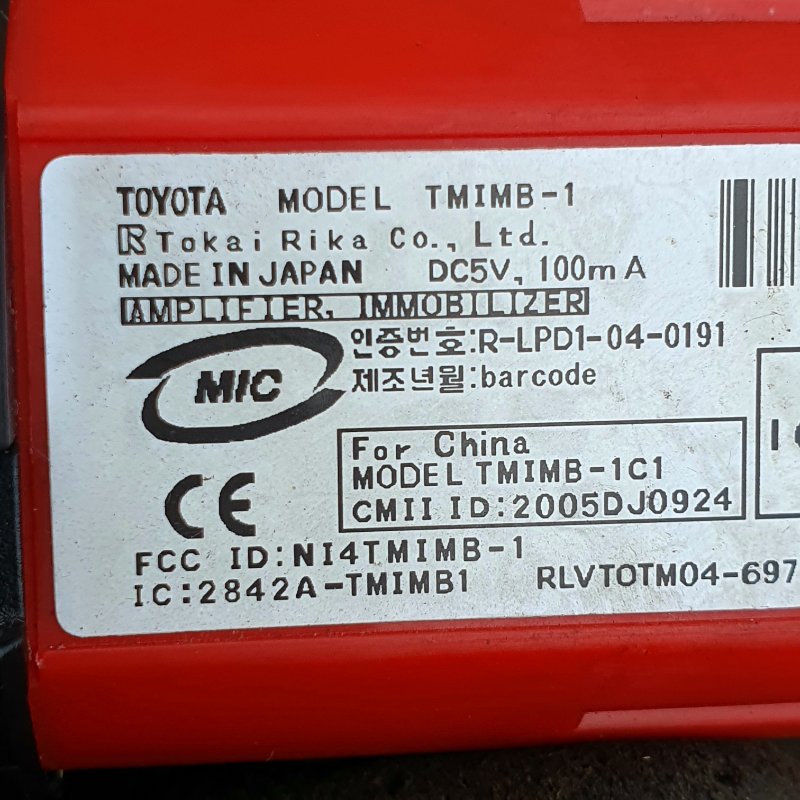 TOYOTA MODEL TMIMB-1
R Tokai Rika Co., Ltd.
MADE IN JAPAN DC5V, 100mA
AMPLIFIER, IMMOBILIZER
MIC
인증번호:R-LPD1-04-0191
제조년월:barcode
CE
For China
MODEL TMIMB-1C1
CMII ID:2005DJ0924
FCC ID:NI4TMIMB-1
IC:2842A-TMIMB1
RLVTOTM04-697